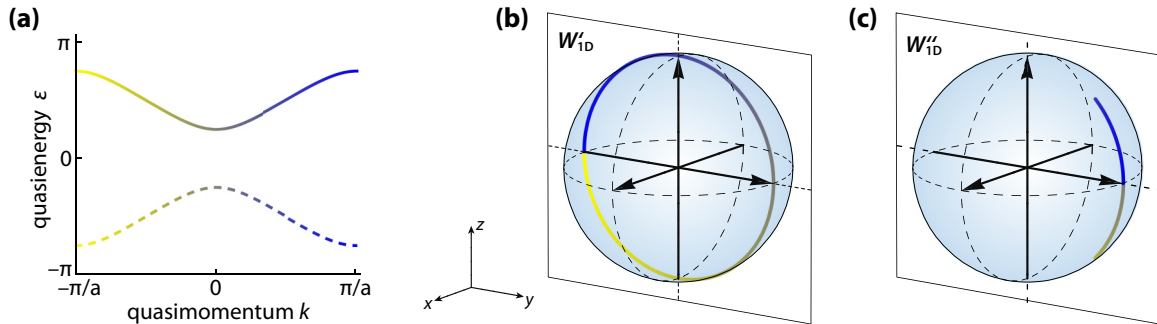 (a)
π
quasienergy ε
0
−π
−π/a
0
π/a
quasimomentum k
(b)
W′1D
z
x
y
(c)
W″1D